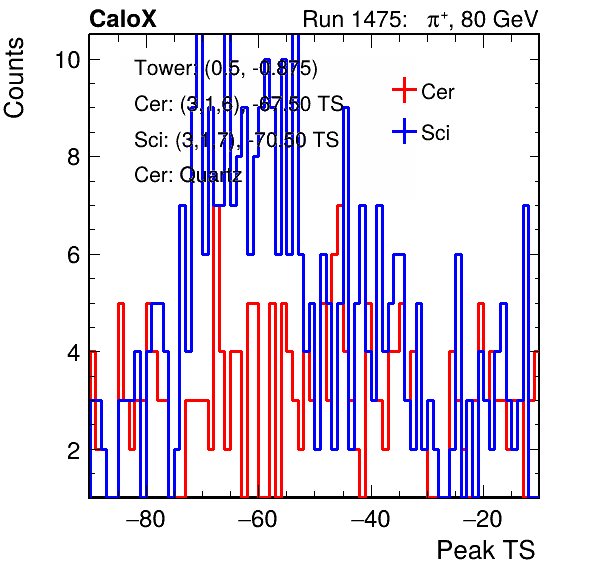 CaloX Run 1475: π⁺, 80 GeV
Counts
Tower: (0.5, -0.875)
Cer: (3,1,6), -67.50 TS
Sci: (3,1,7), -70.50 TS
Cer: Quartz
Cer
Sci
10
8
6
4
2
−80 −60 −40 −20
Peak TS